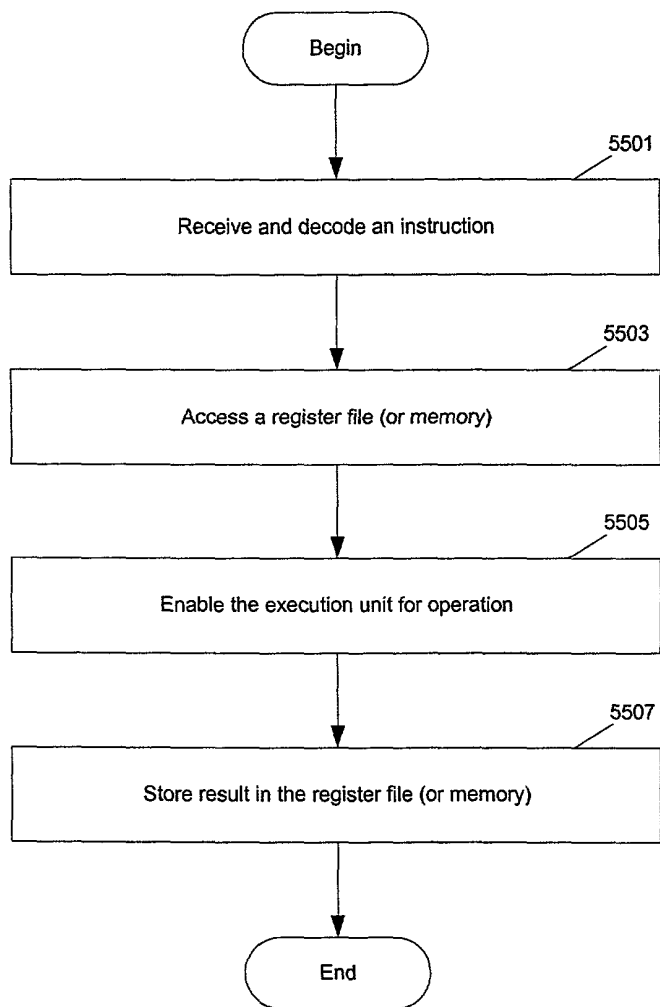 Begin
5501
Receive and decode an instruction
5503
Access a register file (or memory)
5505
Enable the execution unit for operation
5507
Store result in the register file (or memory)
End